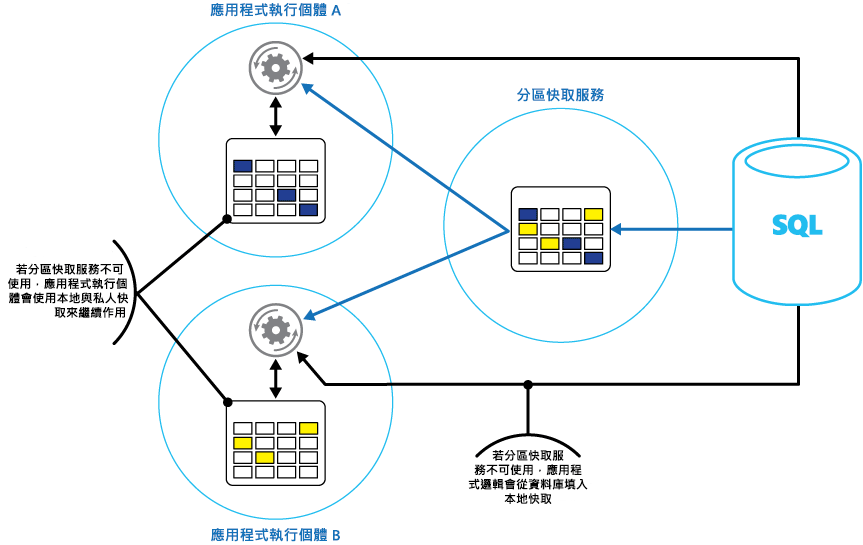 應用程式執行個體 A
分區快取服務
SQL
若分區快取服務不可
使用，應用程式執行個
體會使用本地與私人快
取來繼續作用
若分區快取服
務不可使用，應用程
式邏輯會從資料庫填入
本地快取
應用程式執行個體 B